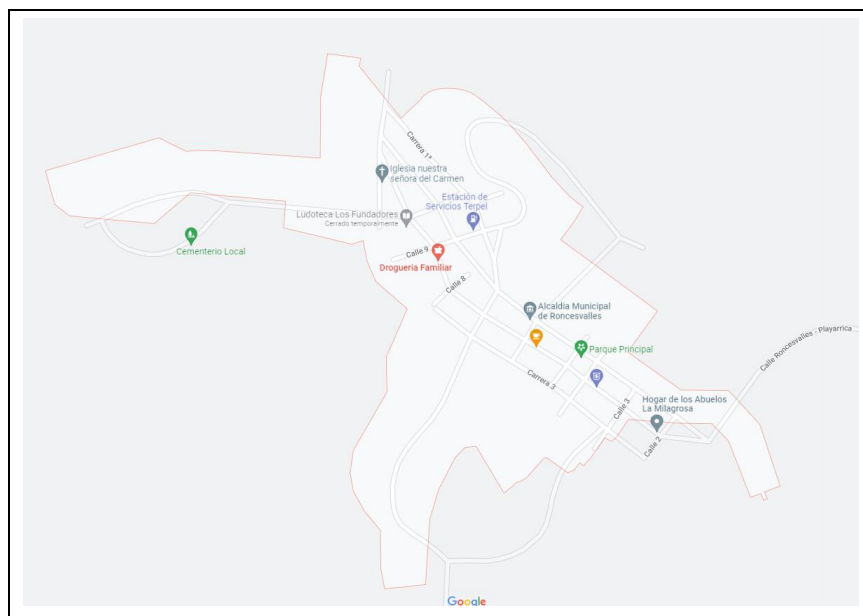 Carrera 1ª
Iglesia nuestra
señora del Carmen
Estación de
Servicios Terpel
Ludoteca Los Fundadores
Cerrado temporalmente
Cementerio Local
Calle 9
Droguería Familiar
Calle 8
Alcaldía Municipal
de Roncesvalles
Parque Principal
Calle Roncesvalles - Playarrica
Carrera 3
Calle 3
Hogar de los Abuelos
La Milagrosa
Calle 2
Google